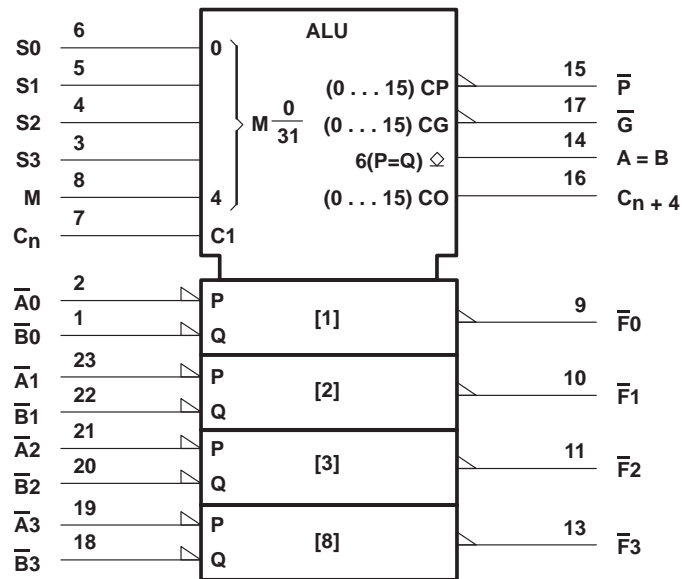 ALU
S0 6 0
S1 5
S2 4
S3 3
M 8 4
Cn 7 C1
M 0/31
(0 . . . 15) CP 15 P̅
(0 . . . 15) CG 17 G̅
6(P=Q) 14 A = B
(0 . . . 15) CO 16 Cn + 4
A̅0 2 P
B̅0 1 Q
[1] 9 F̅0
A̅1 23 P
B̅1 22 Q
[2] 10 F̅1
A̅2 21 P
B̅2 20 Q
[3] 11 F̅2
A̅3 19 P
B̅3 18 Q
[8] 13 F̅3